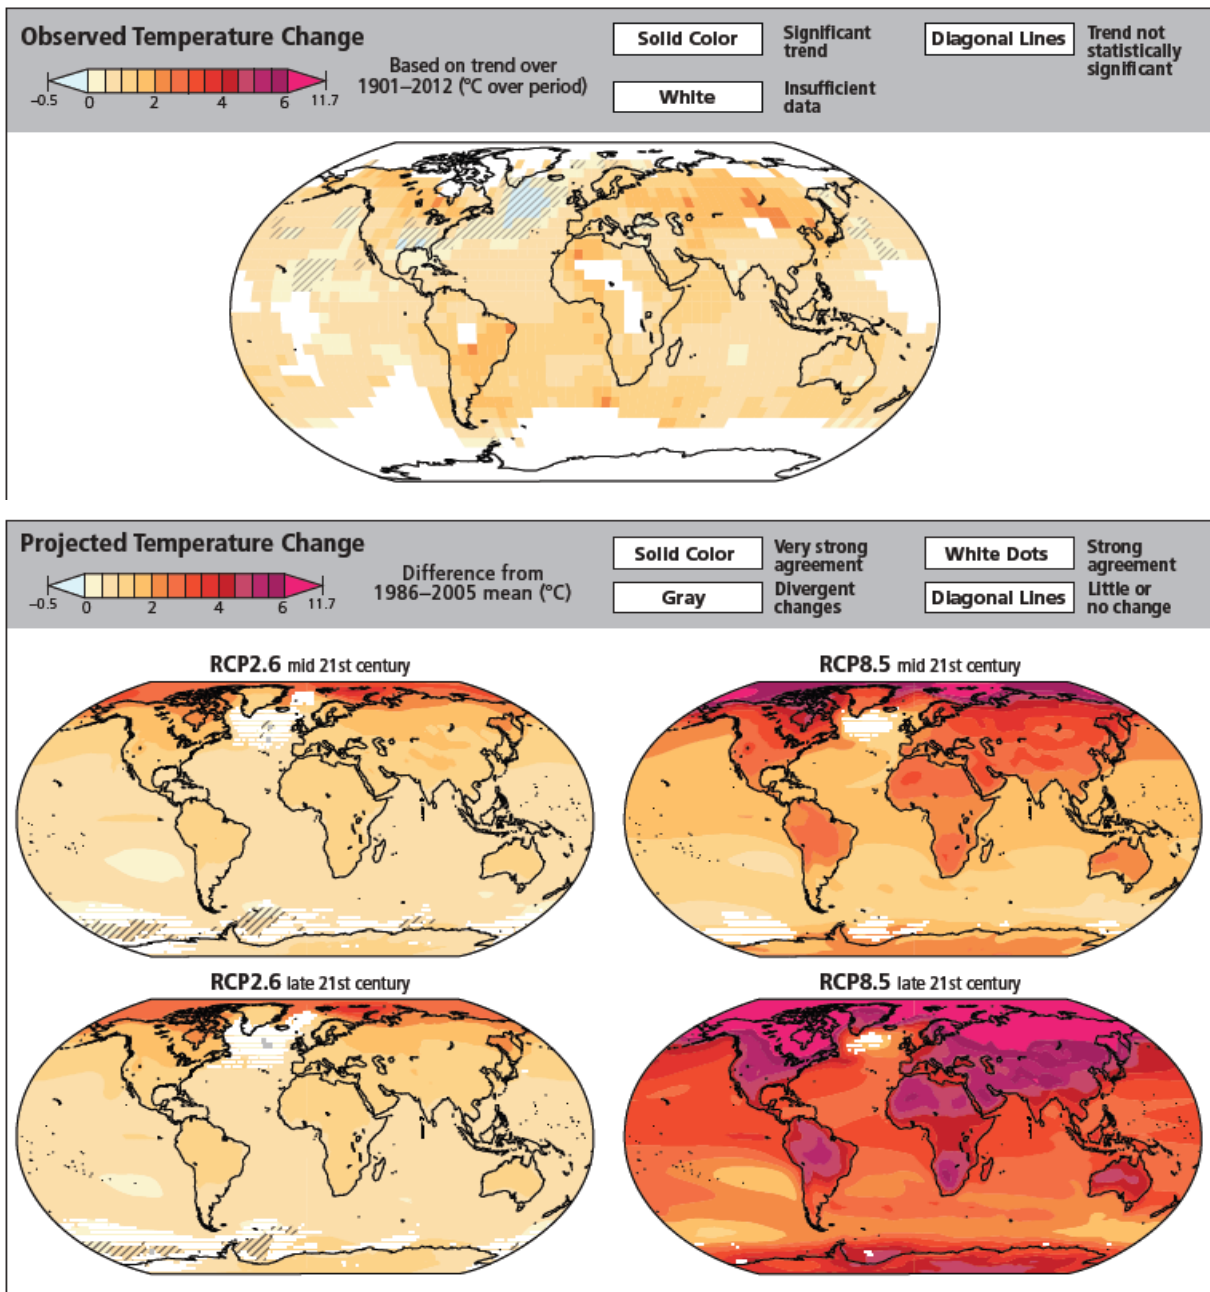 Observed Temperature Change
–0.5 0 2 4 6 11.7
Based on trend over
1901–2012 (°C over period)
Solid Color
Significant
trend
White
Insufficient
data
Diagonal Lines
Trend not
statistically
significant
Projected Temperature Change
–0.5 0 2 4 6 11.7
Difference from
1986–2005 mean (°C)
Solid Color
Very strong
agreement
Gray
Divergent
changes
White Dots
Strong
agreement
Diagonal Lines
Little or
no change
RCP2.6 mid 21st century
RCP8.5 mid 21st century
RCP2.6 late 21st century
RCP8.5 late 21st century